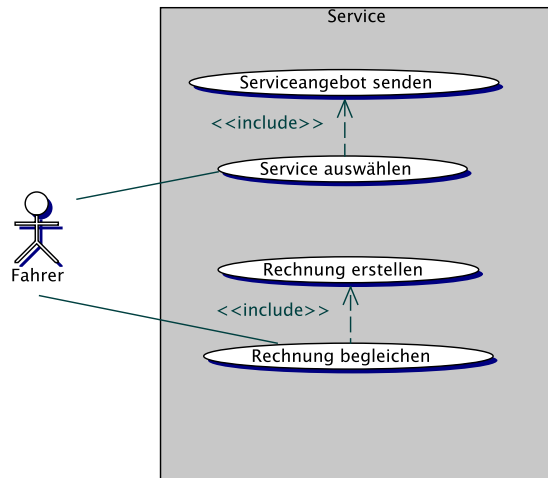 Service
Serviceangebot senden
<<include>>
Service auswählen
Fahrer
Rechnung erstellen
<<include>>
Rechnung begleichen